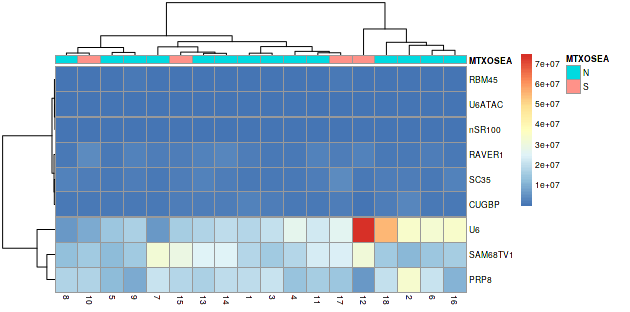 MTXOSEA
RBM45
U6ATAC
nSR100
RAVER1
SC35
CUGBP
U6
SAM68TV1
PRP8
8 10 5 9 7 15 13 14 1 3 4 11 17 12 18 2 6 16
7e+07
6e+07
5e+07
4e+07
3e+07
2e+07
1e+07
MTXOSEA
N
S